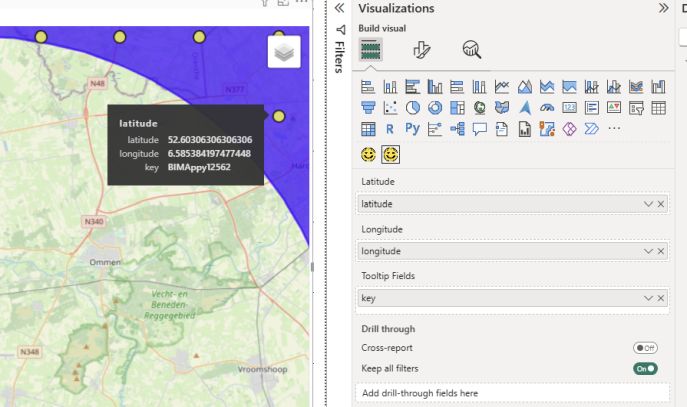 Visualizations
Build visual
Filters
N48
N377
latitude
latitude 52.60306306306306
longitude 6.585384197477448
key BIMAppy12562
N340
Ommen
Vecht- en
Beneden-
Reggegebied
N348
Vroomshoop
123
R
Py
Latitude
latitude
Longitude
longitude
Tooltip Fields
key
Drill through
Cross-report
Off
Keep all filters
On
Add drill-through fields here